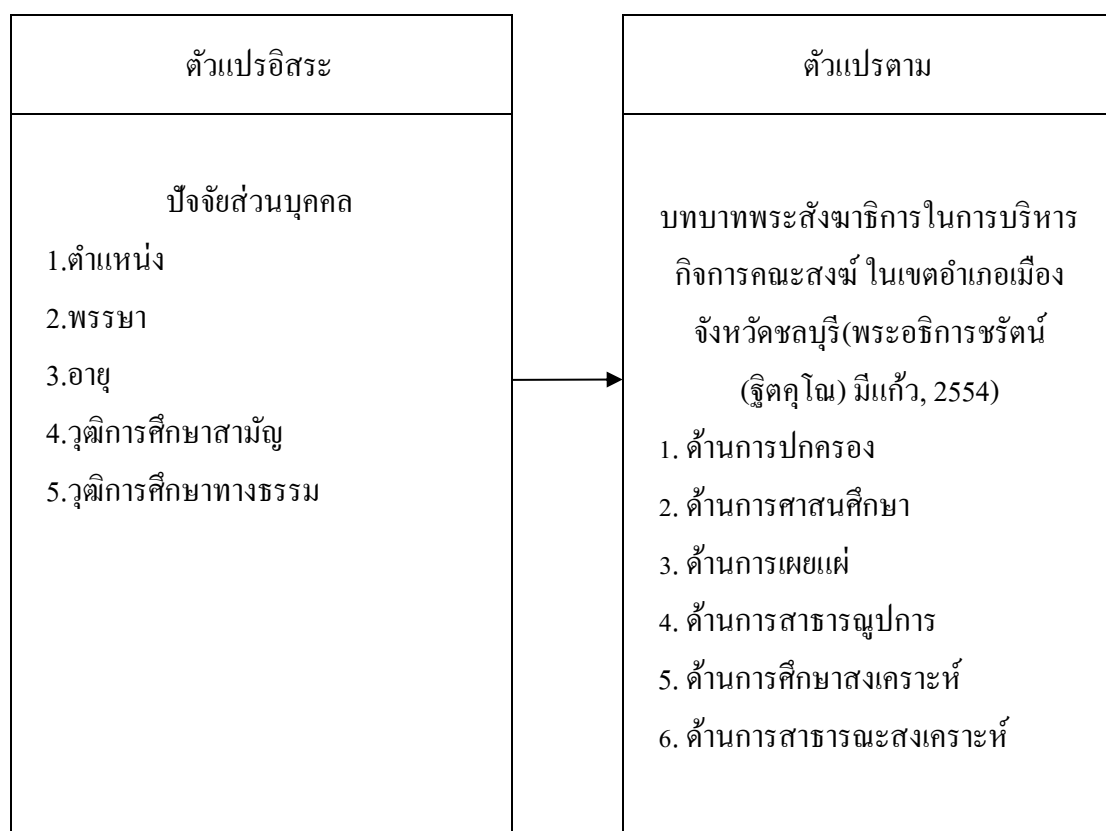 ตัวแปรอิสระ
ปัจจัยส่วนบุคคล
1.ตำแหน่ง
2.พรรษา
3.อายุ
4.วุฒิการศึกษาสามัญ
5.วุฒิการศึกษาทางธรรม
ตัวแปรตาม
บทบาทพระสังฆาธิการในการบริหาร
กิจการคณะสงฆ์ ในเขตอำเภอเมือง
จังหวัดชลบุรี(พระอธิการชรัตน์
(ฐิตคุโณ) มีแก้ว, 2554)
1. ด้านการปกครอง
2. ด้านการศาสนศึกษา
3. ด้านการเผยแผ่
4. ด้านการสาธารณูปการ
5. ด้านการศึกษาสงเคราะห์
6. ด้านการสาธารณะสงเคราะห์